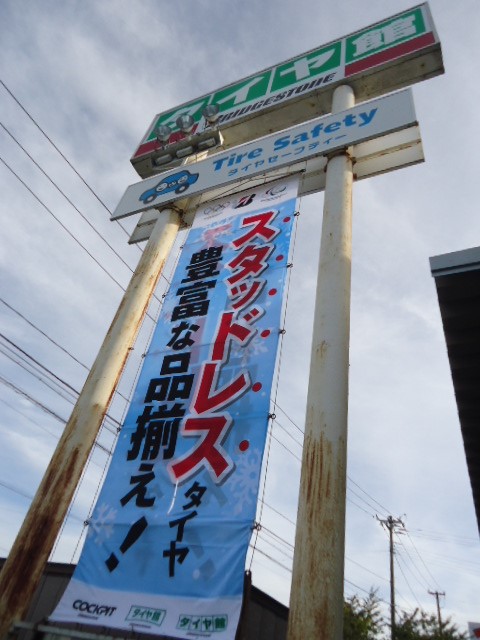 タイヤ館
BRIDGESTONE
Tire Safety
タイヤセーフティー
スタッドレスタイヤ
豊富な品揃え!
COCKPIT
タイヤ館
タイヤ館